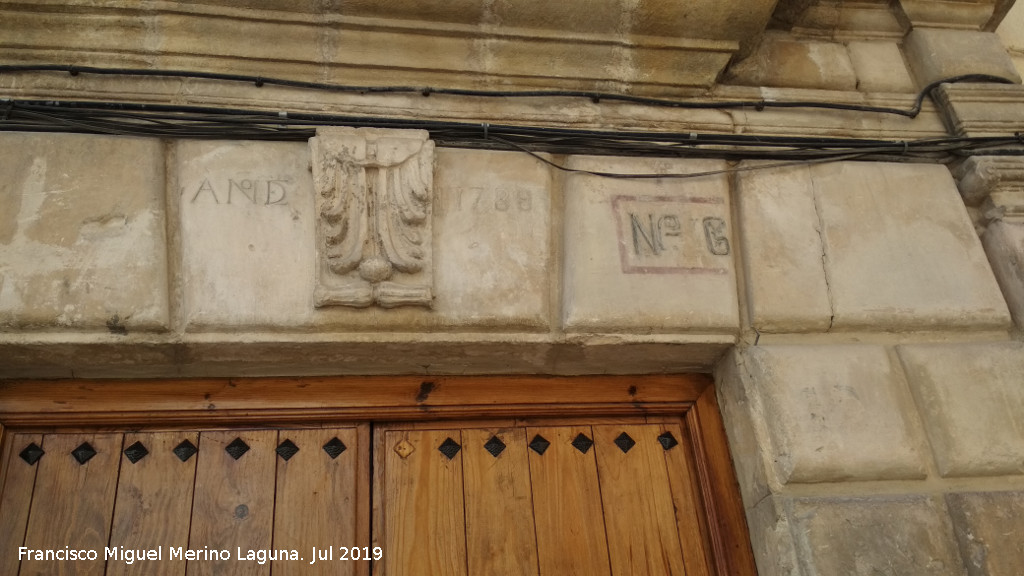 ANº D. 1788
Nº 6
Francisco Miguel Merino Laguna. Jul 2019